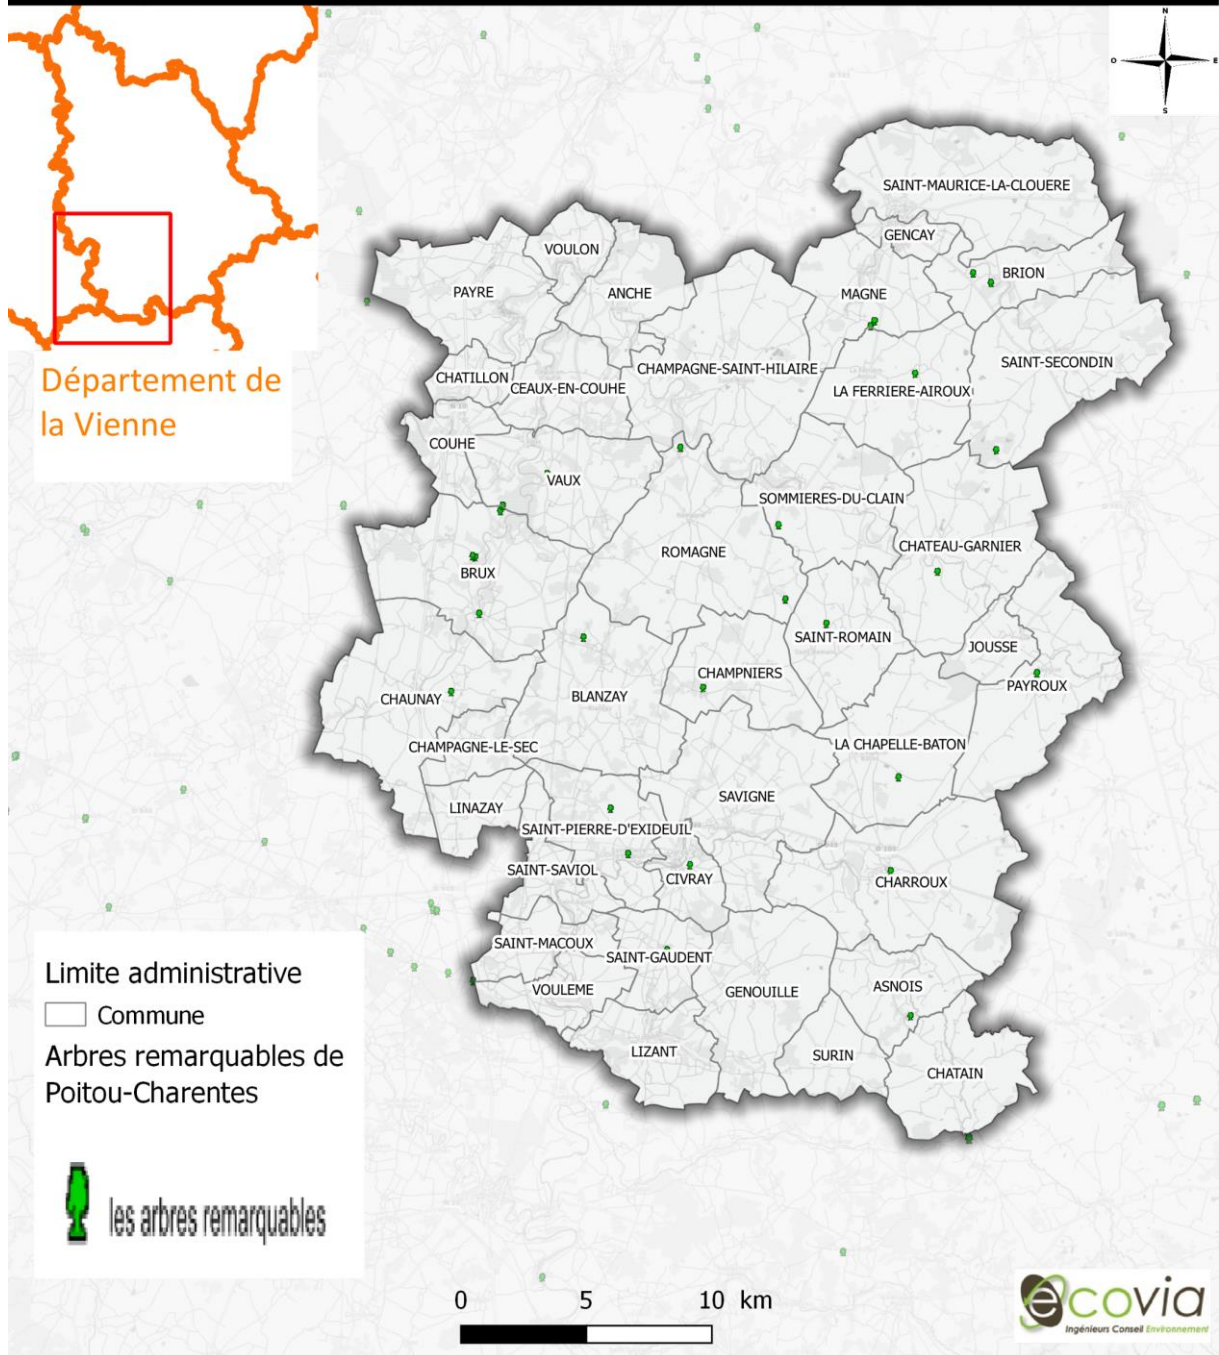 N
O E
S
Département de
la Vienne
SAINT-MAURICE-LA-CLOUERE
GENCAY
VOULON
BRION
PAYRE
ANCHE
MAGNE
SAINT-SECONDIN
CHAMPAGNE-SAINT-HILAIRE
CHATILLON
CEAUX-EN-COUHE
LA FERRIERE-AIROUX
COUHE
VAUX
SOMMIERES-DU-CLAIN
CHATEAU-GARNIER
ROMAGNE
BRUX
SAINT-ROMAIN
JOUSSE
CHAMPNIERS
PAYROUX
CHAUNAY
BLANZAY
LA CHAPELLE-BATON
CHAMPAGNE-LE-SEC
SAVIGNE
LINAZAY
SAINT-PIERRE-D'EXIDEUIL
SAINT-SAVIOL
CIVRAY
CHARROUX
SAINT-MACOUX
SAINT-GAUDENT
VOULEME
GENOUILLE
ASNOIS
LIZANT
SURIN
CHATAIN
Limite administrative
Commune
Arbres remarquables de
Poitou-Charentes
les arbres remarquables
0 5 10 km
ecovia
Ingénieurs Conseil Environnement